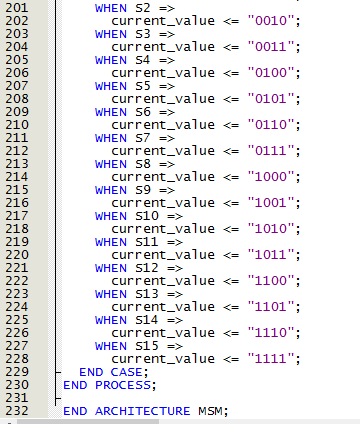 201 WHEN S2 =>
202 current_value <= "0010";
203 WHEN S3 =>
204 current_value <= "0011";
205 WHEN S4 =>
206 current_value <= "0100";
207 WHEN S5 =>
208 current_value <= "0101";
209 WHEN S6 =>
210 current_value <= "0110";
211 WHEN S7 =>
212 current_value <= "0111";
213 WHEN S8 =>
214 current_value <= "1000";
215 WHEN S9 =>
216 current_value <= "1001";
217 WHEN S10 =>
218 current_value <= "1010";
219 WHEN S11 =>
220 current_value <= "1011";
221 WHEN S12 =>
222 current_value <= "1100";
223 WHEN S13 =>
224 current_value <= "1101";
225 WHEN S14 =>
226 current_value <= "1110";
227 WHEN S15 =>
228 current_value <= "1111";
229 END CASE;
230 END PROCESS;
231
232 END ARCHITECTURE MSM;